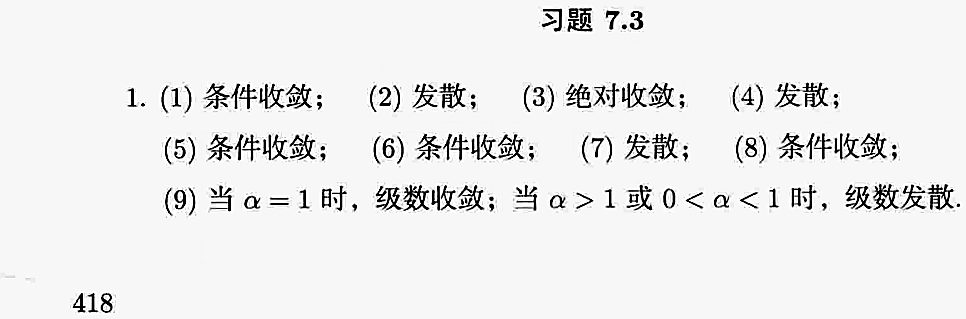 习题 7.3
1. (1) 条件收敛； (2) 发散； (3) 绝对收敛； (4) 发散；
(5) 条件收敛； (6) 条件收敛； (7) 发散； (8) 条件收敛；
(9) 当 α = 1 时，级数收敛；当 α > 1 或 0 < α < 1 时，级数发散.
418